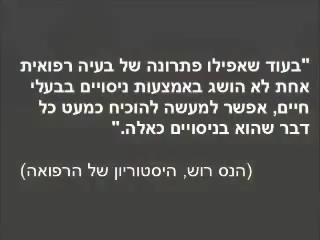 "בעוד שאפילו פתרונה של בעיה רפואית
אחת לא הושג באמצעות ניסויים בבעלי
חיים, אפשר למעשה להוכיח כמעט כל
דבר שהוא בניסויים כאלה."
(הנס רוש, היסטוריון של הרפואה)